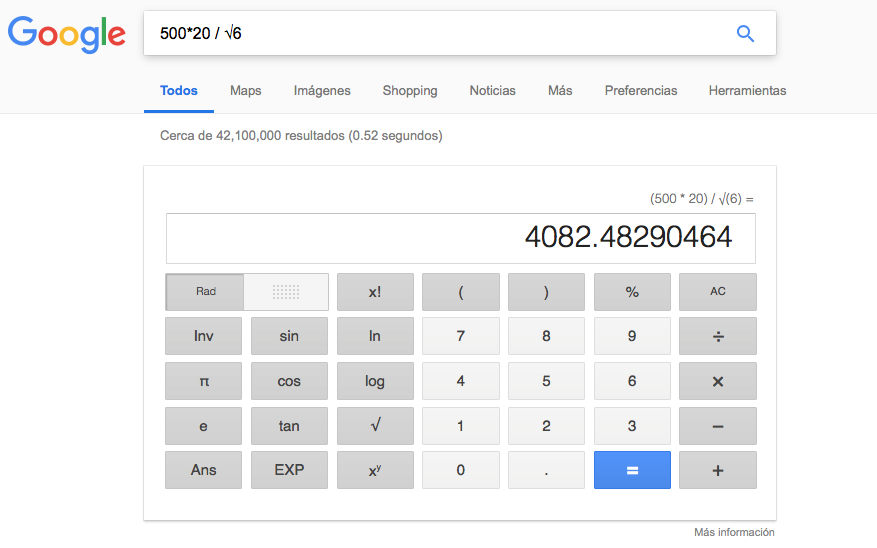 Google
500*20 / √6
Todos Maps Imágenes Shopping Noticias Más Preferencias Herramientas
Cerca de 42,100,000 resultados (0.52 segundos)
(500 * 20) / √(6) =
4082.48290464
Rad x! ( ) % AC
Inv sin ln 7 8 9 ÷
π cos log 4 5 6 ×
e tan √ 1 2 3 −
Ans EXP xʸ 0 . = +
Más información